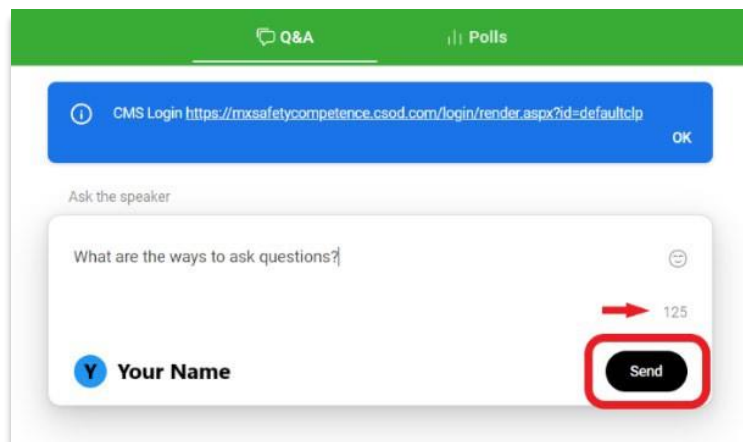 Q&A
Polls
CMS Login https://mxsafetycompetence.csod.com/login/render.aspx?id=defaultclp
OK
Ask the speaker
What are the ways to ask questions?
125
Y Your Name
Send